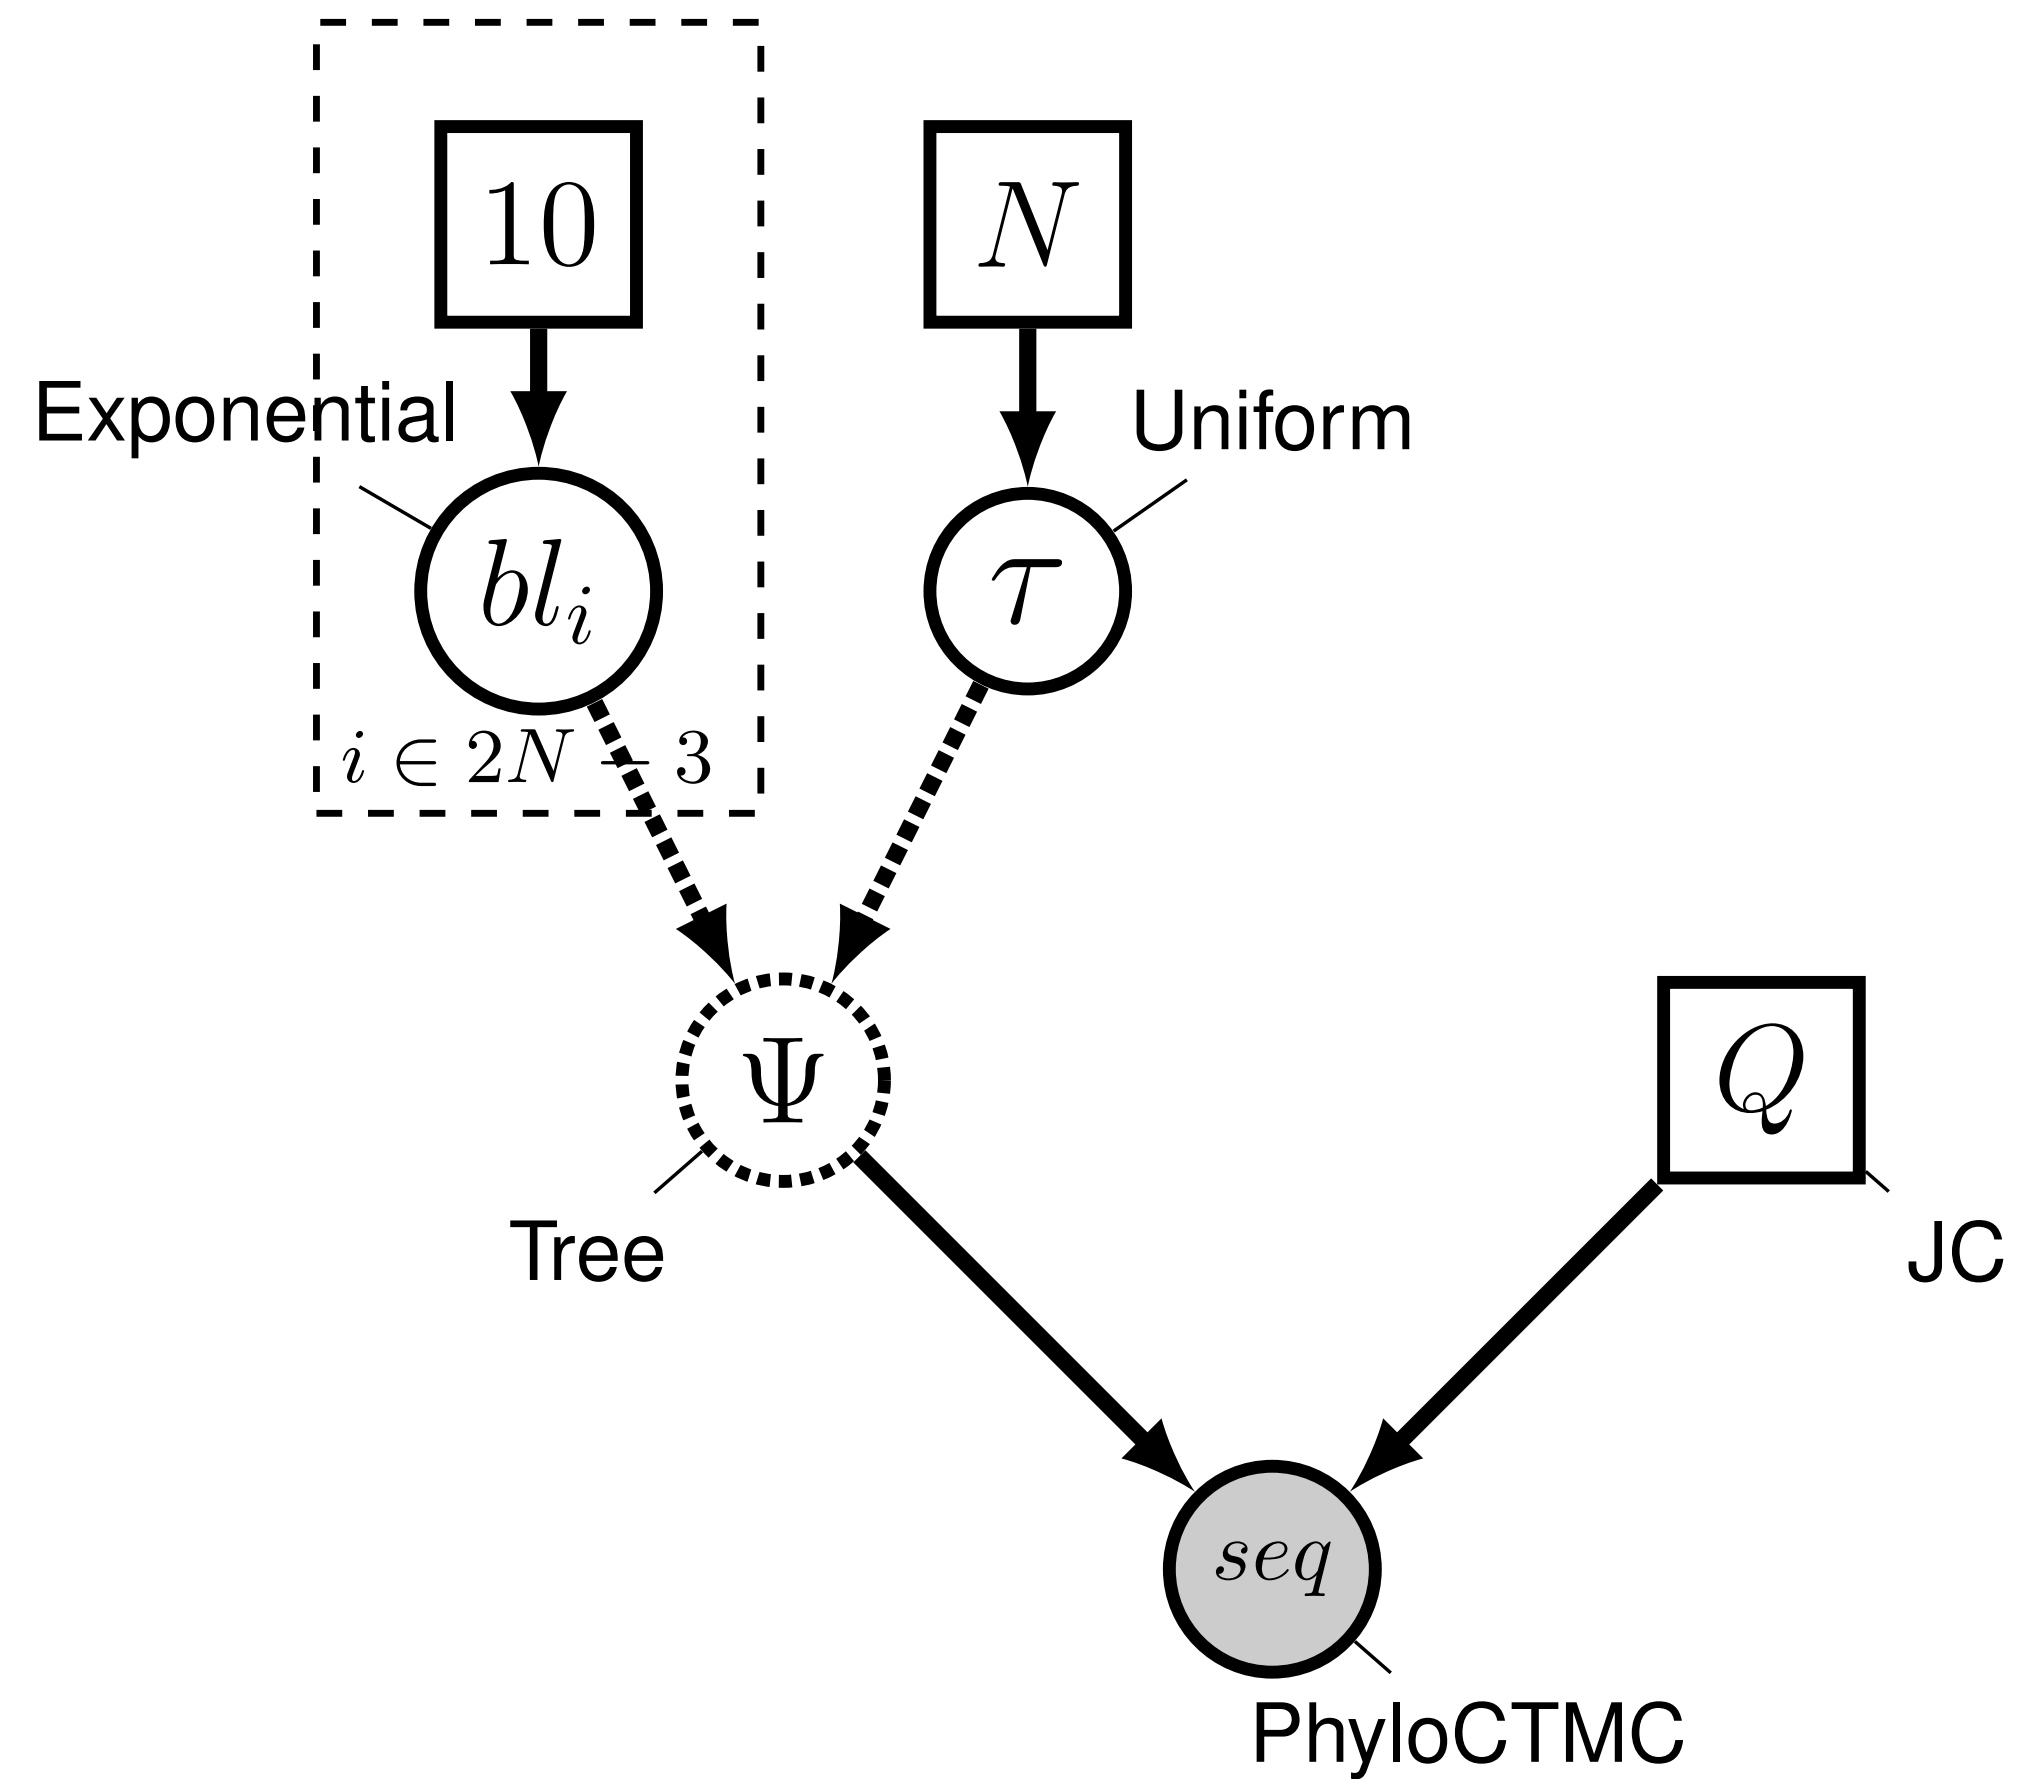 10
N
Exponential
Uniform
bl_i
τ
i ∈ 2N − 3
Ψ
Q
Tree
JC
seq
PhyloCTMC